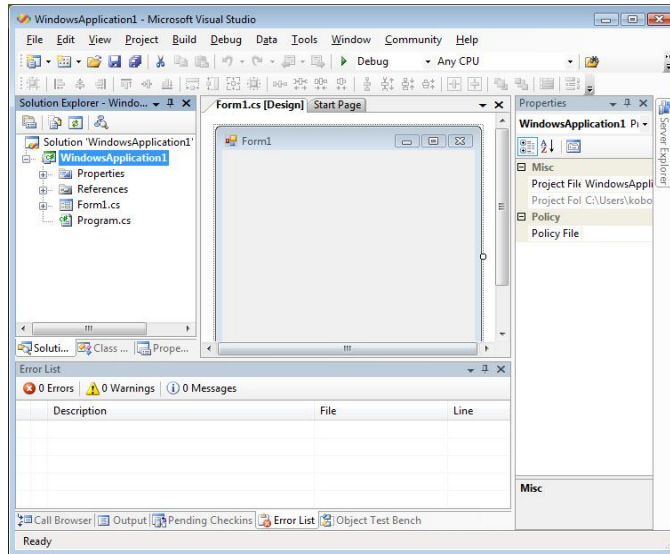 WindowsApplication1 - Microsoft Visual Studio
File Edit View Project Build Debug Data Tools Window Community Help
Debug Any CPU
Solution Explorer - Windo...
Solution 'WindowsApplication1'
WindowsApplication1
Properties
References
Form1.cs
Program.cs
Soluti... Class ... Prope...
Form1.cs [Design] Start Page
Form1
Properties
WindowsApplication1 Pr
Misc
Project File WindowsAppli
Project Fol C:\Users\kobo
Policy
Policy File
Misc
Server Explorer
Error List
0 Errors 0 Warnings 0 Messages
Description File Line
Call Browser Output Pending Checkins Error List Object Test Bench
Ready